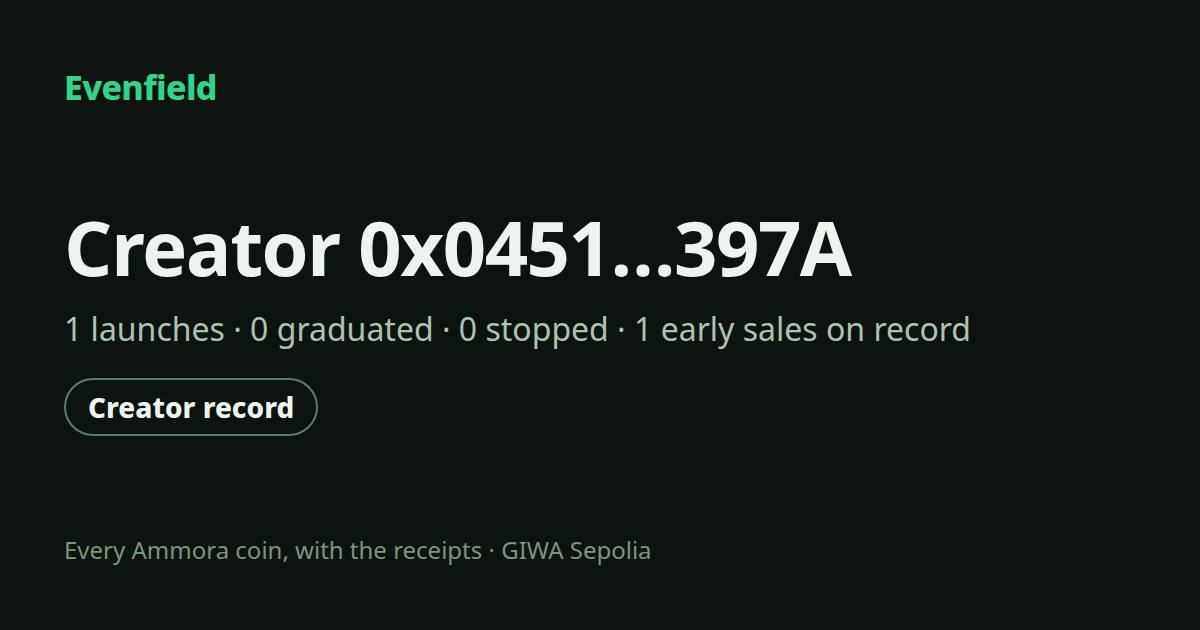 Evenfield
Creator 0x0451…397A
1 launches · 0 graduated · 0 stopped · 1 early sales on record
Creator record
Every Ammora coin, with the receipts · GIWA Sepolia